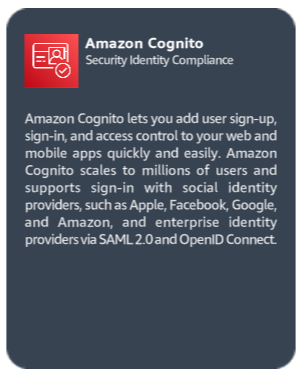 Amazon Cognito
Security Identity Compliance
Amazon Cognito lets you add user sign-up,
sign-in, and access control to your web and
mobile apps quickly and easily. Amazon
Cognito scales to millions of users and
supports sign-in with social identity
providers, such as Apple, Facebook, Google,
and Amazon, and enterprise identity
providers via SAML 2.0 and OpenID Connect.